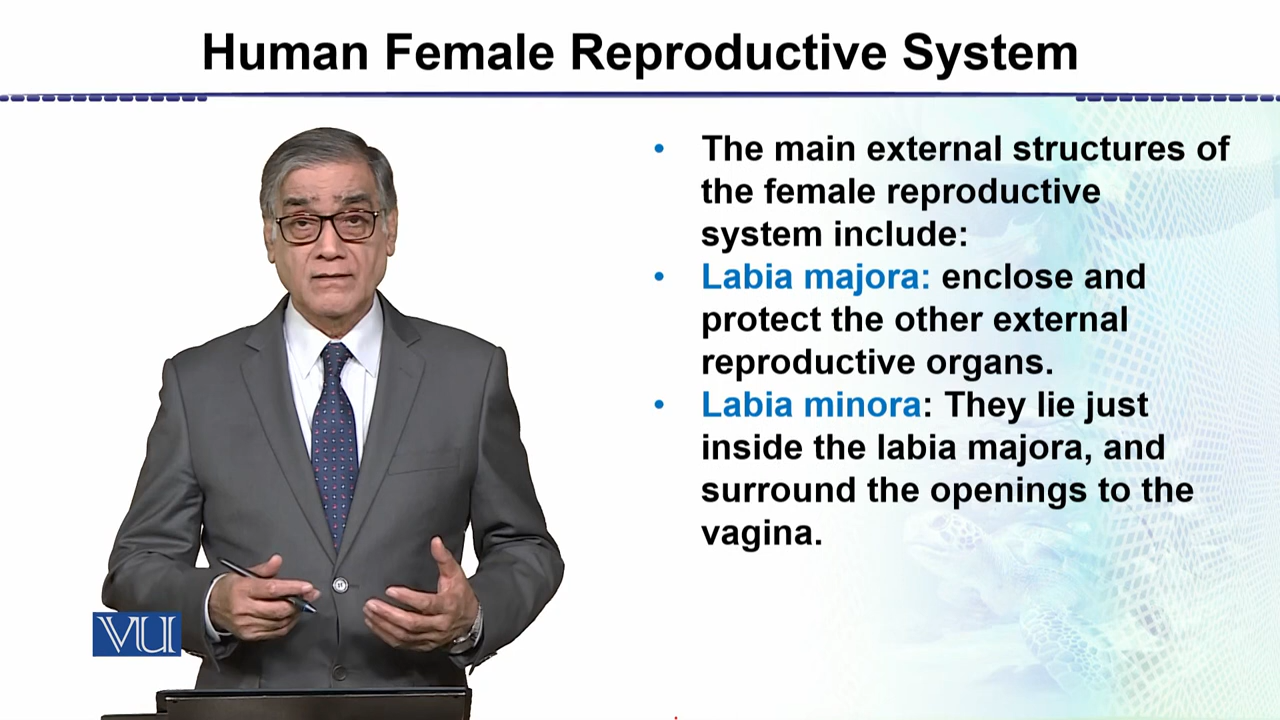 Human Female Reproductive System
• The main external structures of
the female reproductive
system include:
• Labia majora: enclose and
protect the other external
reproductive organs.
• Labia minora: They lie just
inside the labia majora, and
surround the openings to the
vagina.
VU